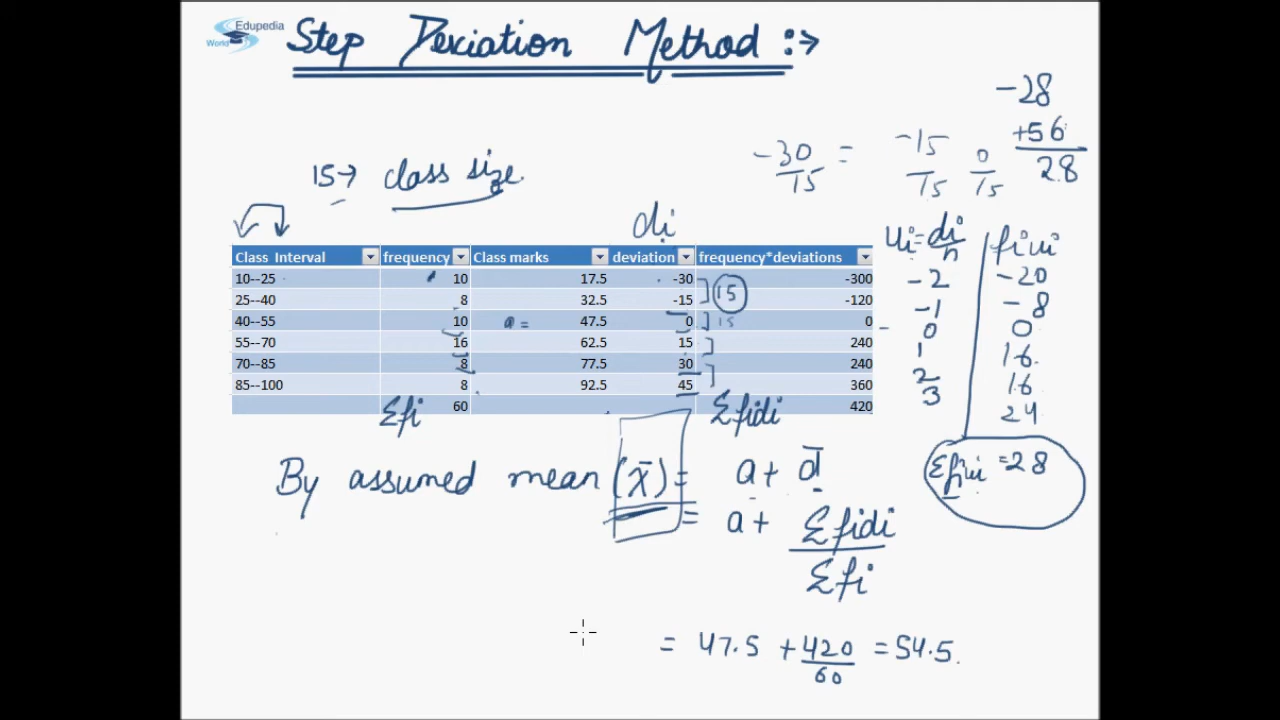 Edupedia
World
Step Deviation Method :→
-28
+56
28
-30/15 = -15/15 0/15
15→ class size
di
ui = di/h fiui
Class Interval frequency Class marks deviation frequency*deviations
10--25 10 17.5 -30 -300 -2 -20
25--40 8 32.5 -15 -120 -1 -8
40--55 10 a = 47.5 0 0 0 0
55--70 16 62.5 15 240 1 16
70--85 8 77.5 30 240 2 16
85--100 8 92.5 45 360 3 24
Σfi 60 Σfidi 420
15
15
Σfiui = 28
By assumed mean (x̄) = a + d̄
= a + Σfidi/Σfi
= 47.5 + 420/60 = 54.5.